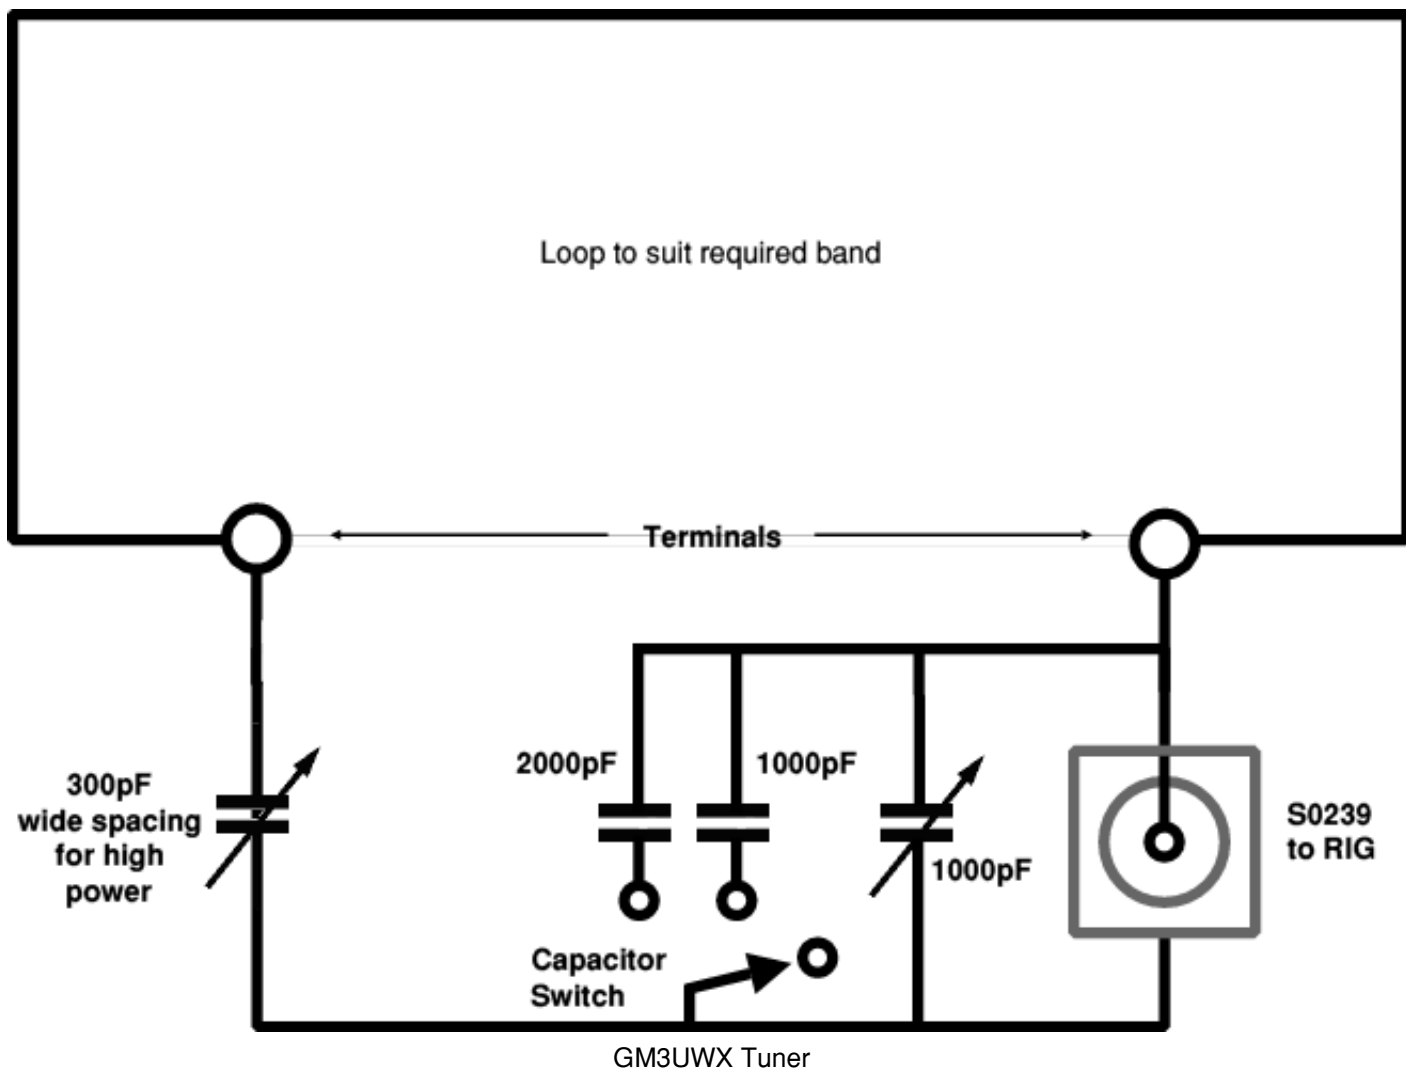 Loop to suit required band
Terminals
300pF
wide spacing
for high
power
2000pF
1000pF
1000pF
S0239
to RIG
Capacitor
Switch
GM3UWX Tuner